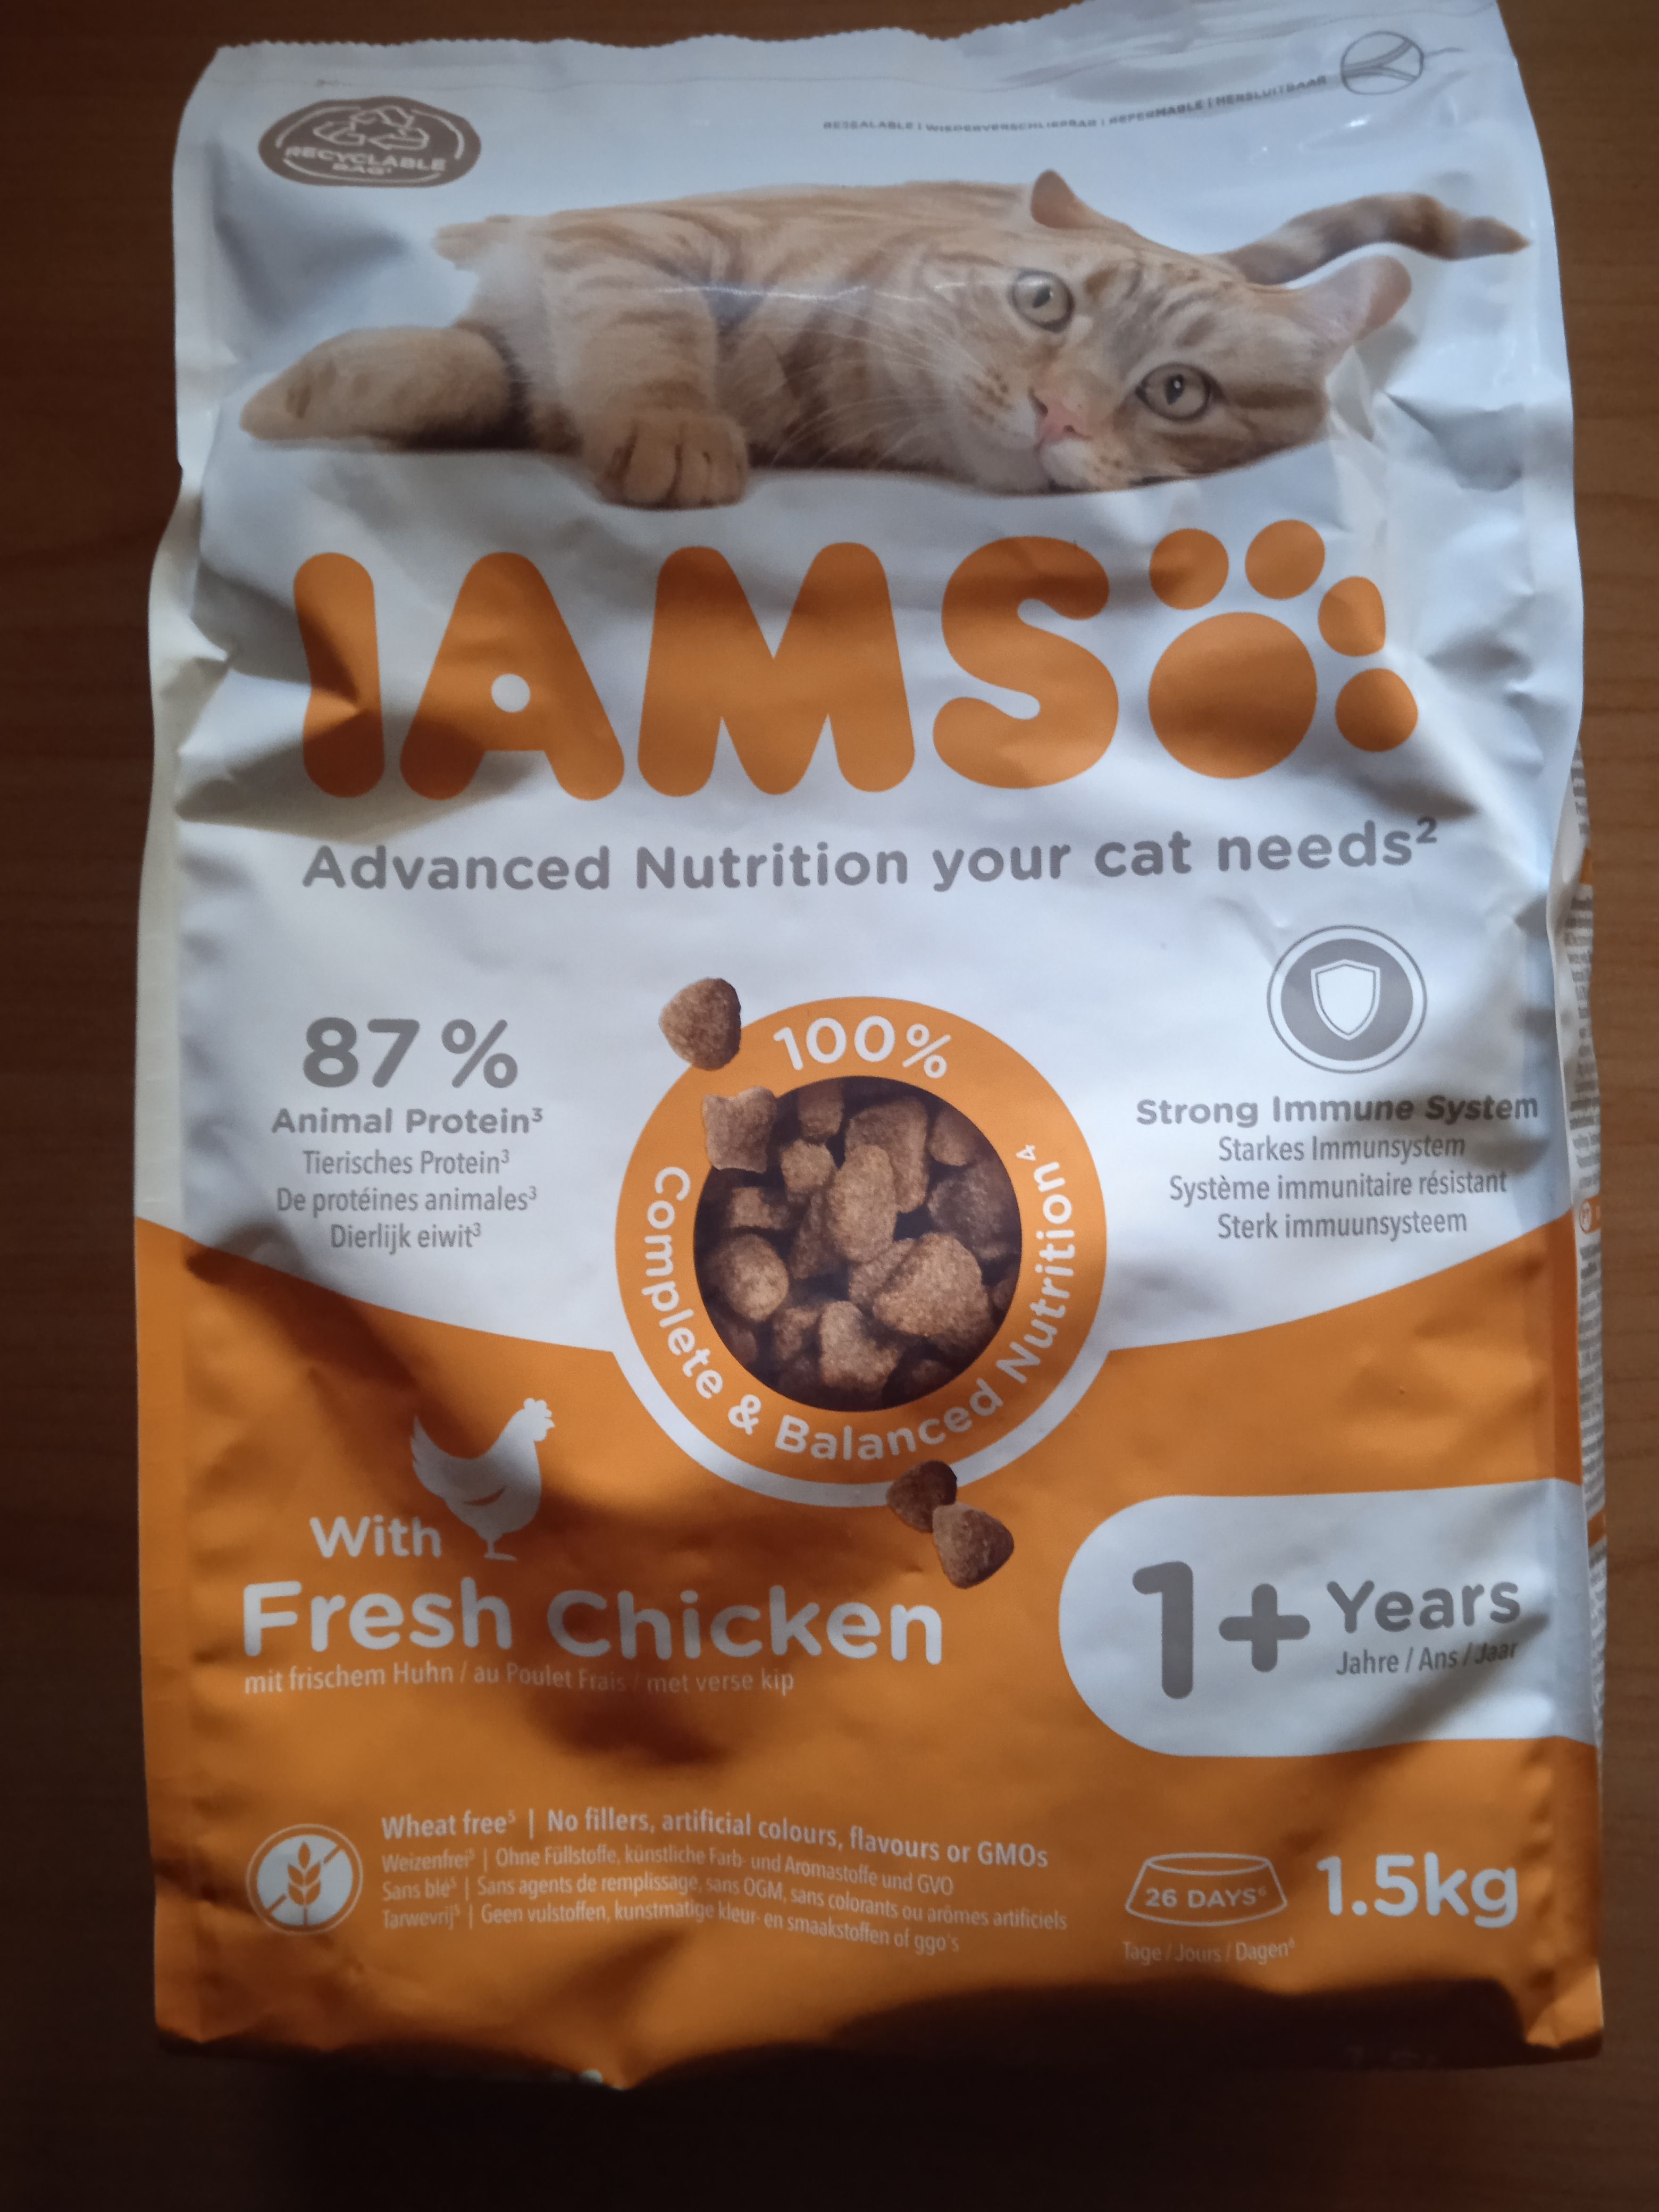 RECYCLABLE
BAG¹
RESEALABLE | WIEDERVERSCHLIEßBAR | REFERMABLE | HERSLUITBAAR
IAMS
Advanced Nutrition your cat needs²
87 %
Animal Protein³
Tierisches Protein³
De protéines animales³
Dierlijk eiwit³
100%
Complete & Balanced Nutrition⁴
Strong Immune System
Starkes Immunsystem
Système immunitaire résistant
Sterk immuunsysteem
With
Fresh Chicken
mit frischem Huhn / au Poulet Frais / met verse kip
1+ Years
Jahre / Ans / Jaar
Wheat free⁵ | No fillers, artificial colours, flavours or GMOs
Weizenfrei⁵ | Ohne Füllstoffe, künstliche Farb- und Aromastoffe und GVO
Sans blé⁵ | Sans agents de remplissage, sans OGM, sans colorants ou arômes artificiels
Tarwevrij⁵ | Geen vulstoffen, kunstmatige kleur- en smaakstoffen of ggo's
26 DAYS⁶
Tage / Jours / Dagen⁶
1.5kg